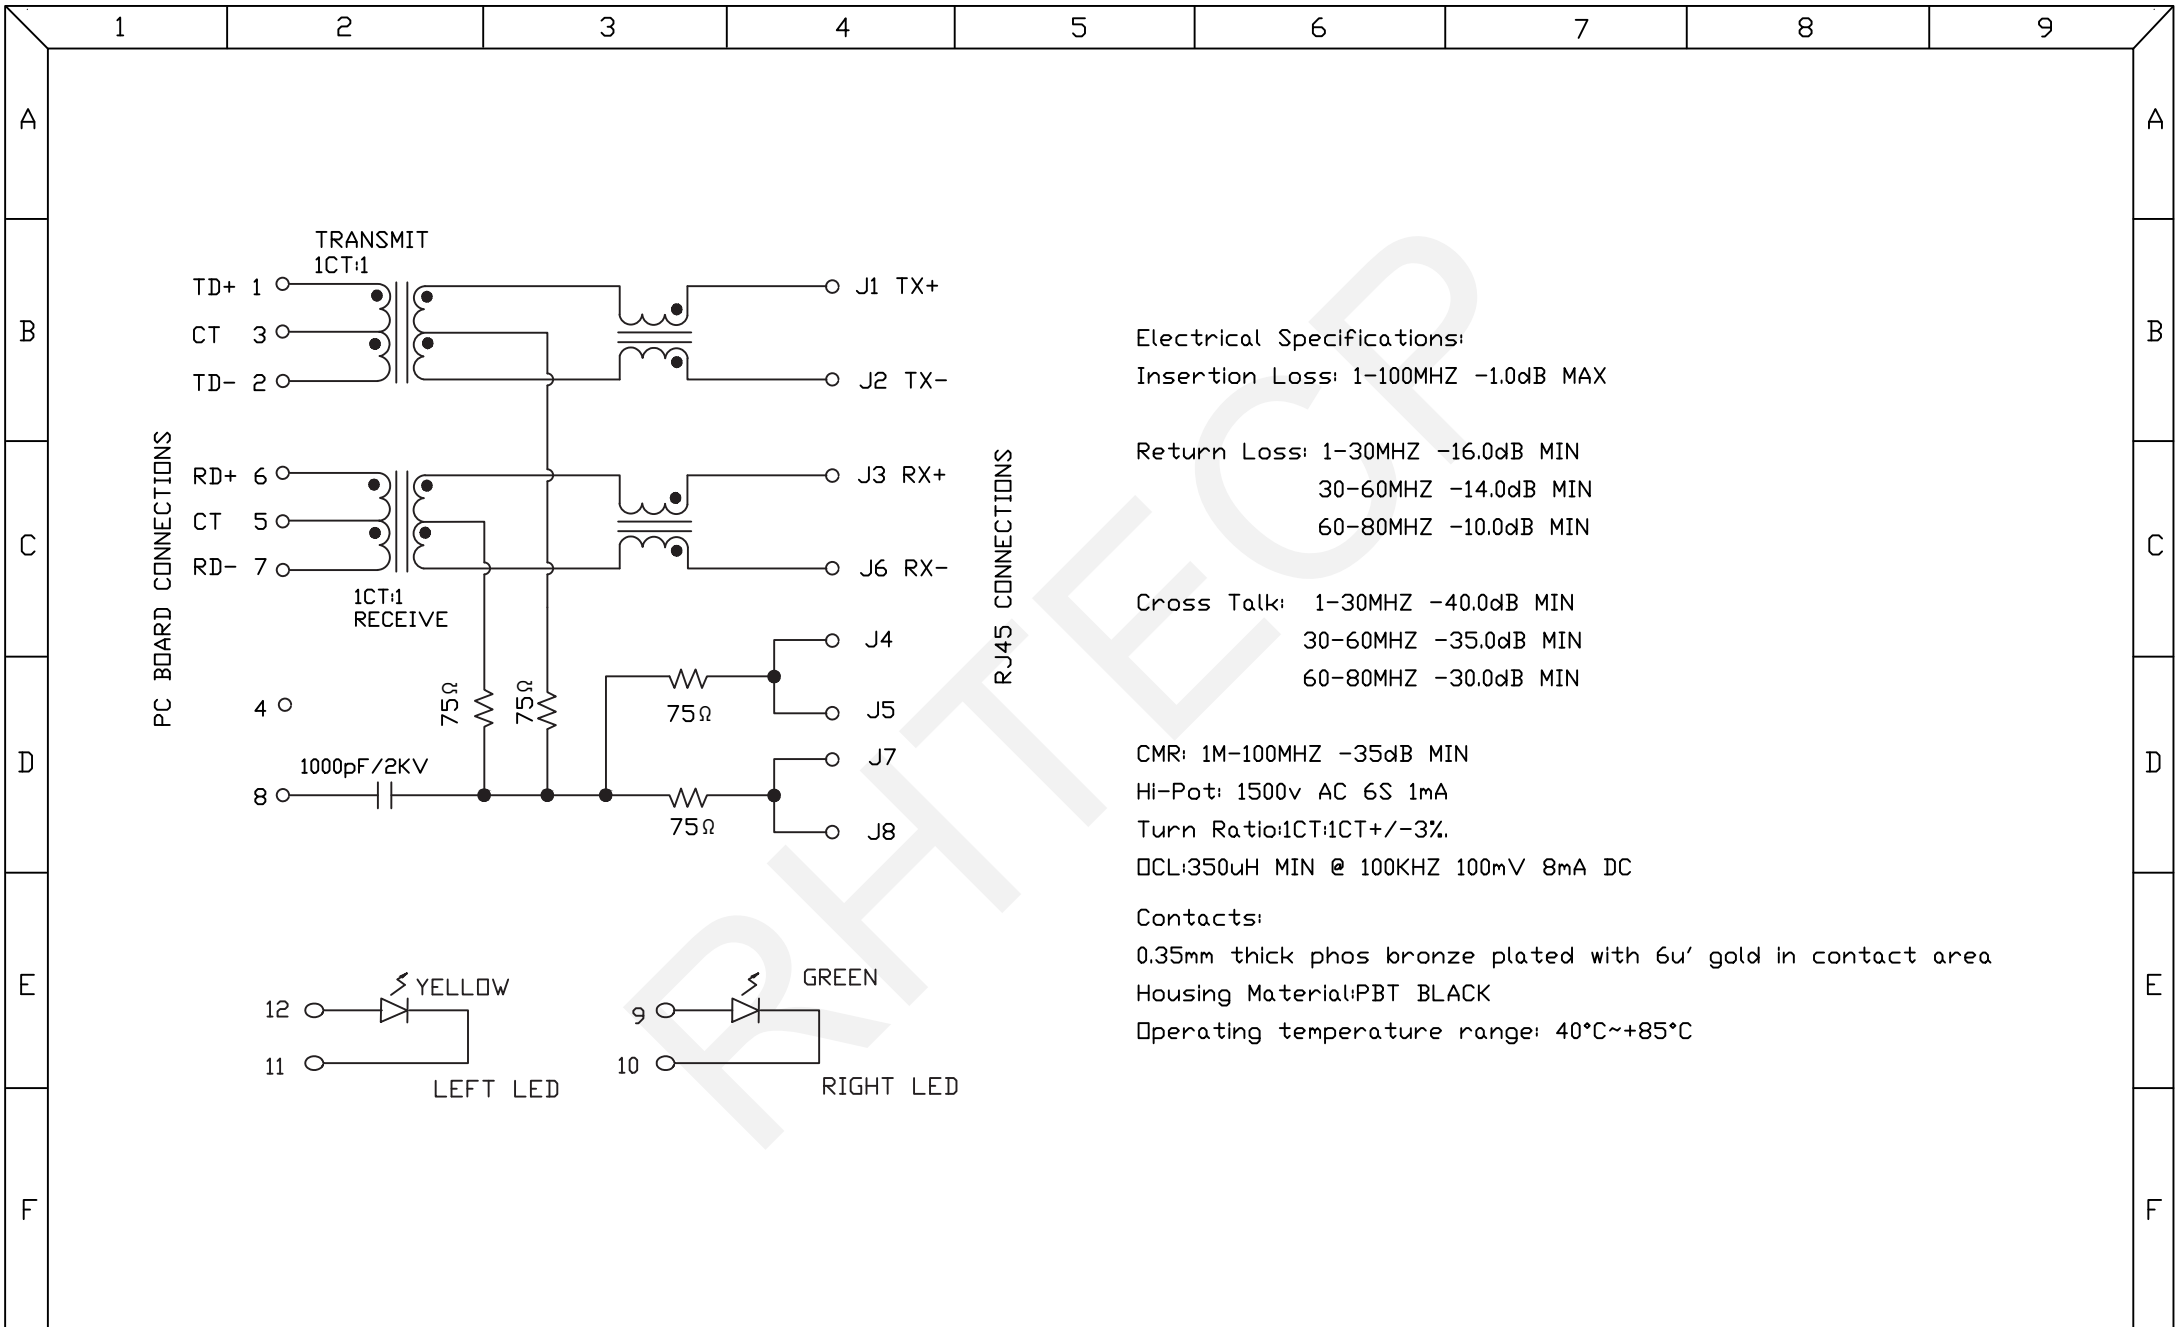 1 2 3 4 5 6 7 8 9
A A
B B
C C
D D
E E
F F
TRANSMIT
1CT:1
TD+ 1
CT 3
TD- 2
J1 TX+
J2 TX-
RD+ 6
CT 5
RD- 7
J3 RX+
J6 RX-
1CT:1
RECEIVE
PC BOARD CONNECTIONS
RJ45 CONNECTIONS
4
75Ω
75Ω
75Ω
J4
J5
1000pF/2KV
8
75Ω
J7
J8
YELLOW
12
11
LEFT LED
GREEN
9
10
RIGHT LED
Electrical Specifications:
Insertion Loss: 1-100MHZ -1.0dB MAX
Return Loss: 1-30MHZ -16.0dB MIN
30-60MHZ -14.0dB MIN
60-80MHZ -10.0dB MIN
Cross Talk: 1-30MHZ -40.0dB MIN
30-60MHZ -35.0dB MIN
60-80MHZ -30.0dB MIN
CMR: 1M-100MHZ -35dB MIN
Hi-Pot: 1500v AC 6S 1mA
Turn Ratio:1CT:1CT+/-3%.
OCL:350uH MIN @ 100KHZ 100mV 8mA DC
Contacts:
0.35mm thick phos bronze plated with 6u' gold in contact area
Housing Material:PBT BLACK
Operating temperature range: 40°C~+85°C
RHTECP